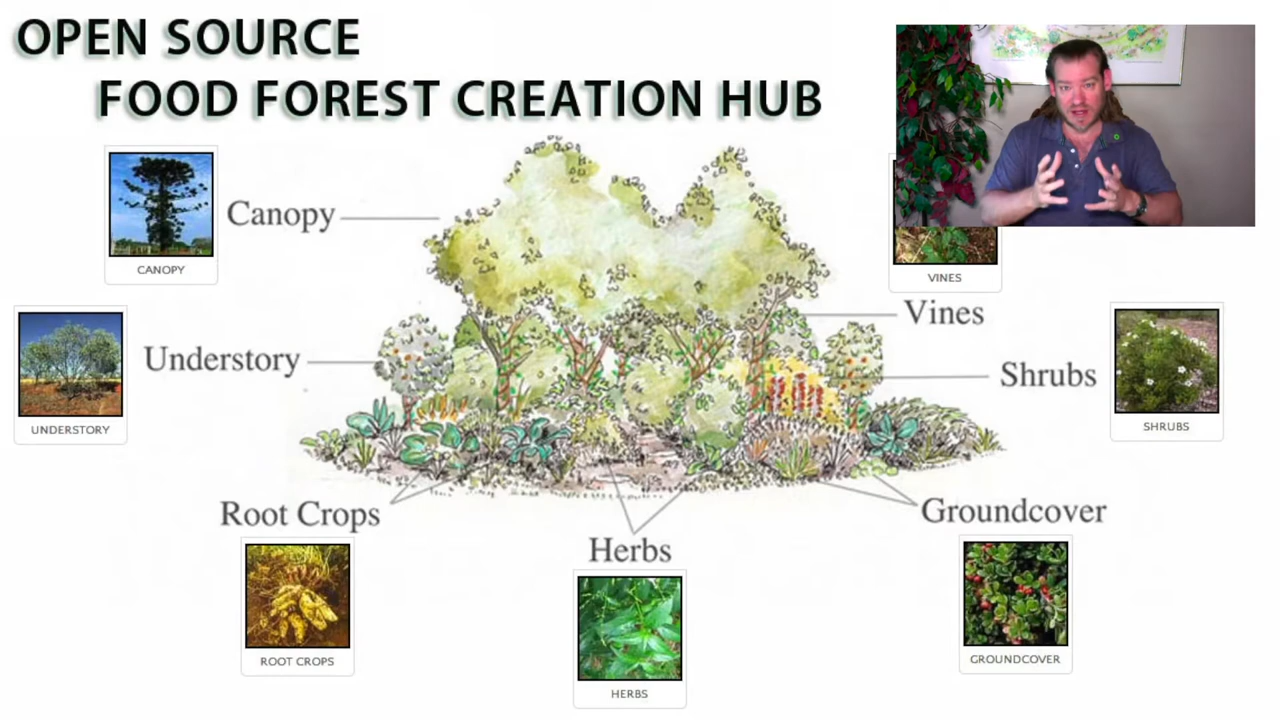 OPEN SOURCE
FOOD FOREST CREATION HUB
CANOPY
Canopy
VINES
Vines
UNDERSTORY
Understory
Shrubs
SHRUBS
Root Crops
ROOT CROPS
Herbs
HERBS
Groundcover
GROUNDCOVER